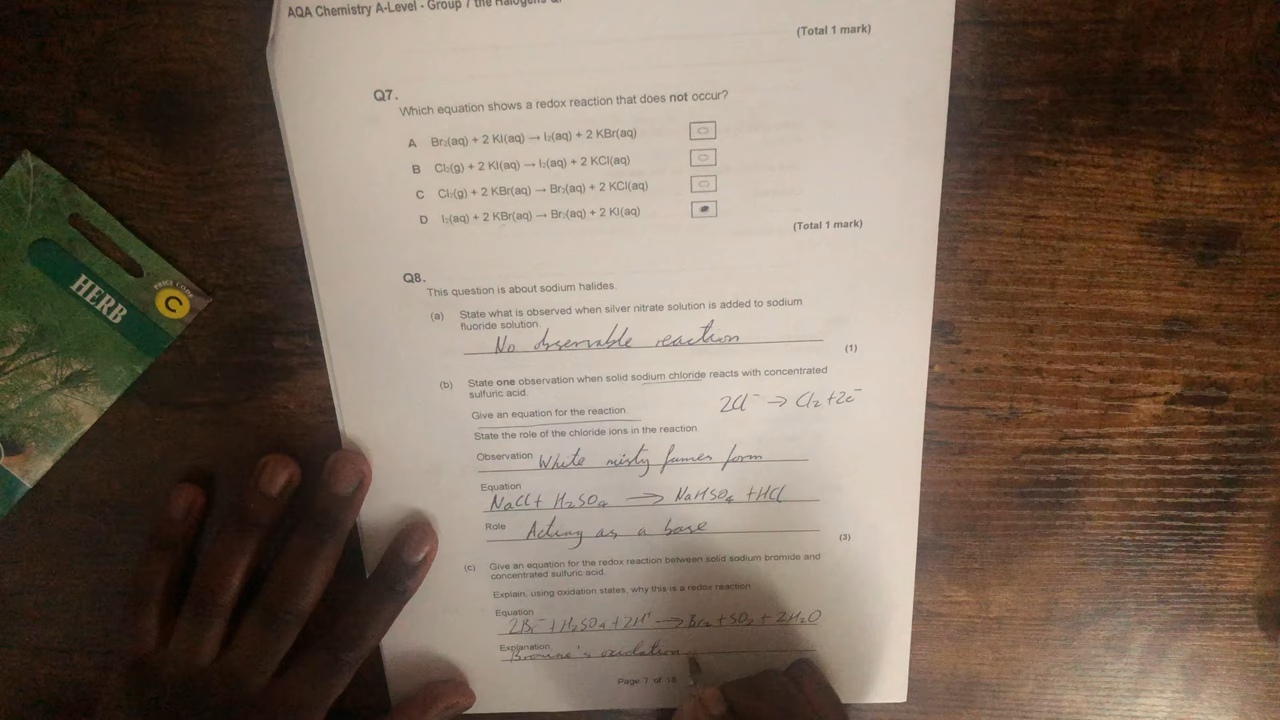 AQA Chemistry A-Level - Group 7 the Halogens
(Total 1 mark)
Q7.
Which equation shows a redox reaction that does not occur?
A Br₂(aq) + 2 KI(aq) → I₂(aq) + 2 KBr(aq)
B Cl₂(g) + 2 KI(aq) → I₂(aq) + 2 KCl(aq)
C Cl₂(g) + 2 KBr(aq) → Br₂(aq) + 2 KCl(aq)
D I₂(aq) + 2 KBr(aq) → Br₂(aq) + 2 KI(aq)
(Total 1 mark)
Q8.
This question is about sodium halides.
(a) State what is observed when silver nitrate solution is added to sodium
fluoride solution.
No observable reaction
(1)
(b) State one observation when solid sodium chloride reacts with concentrated
sulfuric acid.
2Cl⁻ → Cl₂ + 2e⁻
Give an equation for the reaction.
State the role of the chloride ions in the reaction.
Observation White misty fumes form
Equation
NaCl + H₂SO₄ → NaHSO₄ + HCl
Role Acting as a base
(3)
(c) Give an equation for the redox reaction between solid sodium bromide and
concentrated sulfuric acid.
Explain, using oxidation states, why this is a redox reaction.
Equation
2Br⁻ + H₂SO₄ + 2H⁺ → Br₂ + SO₂ + 2H₂O
Explanation
Bromine's oxidation
Page 7 of 18
HERB
PRICE CODE
C